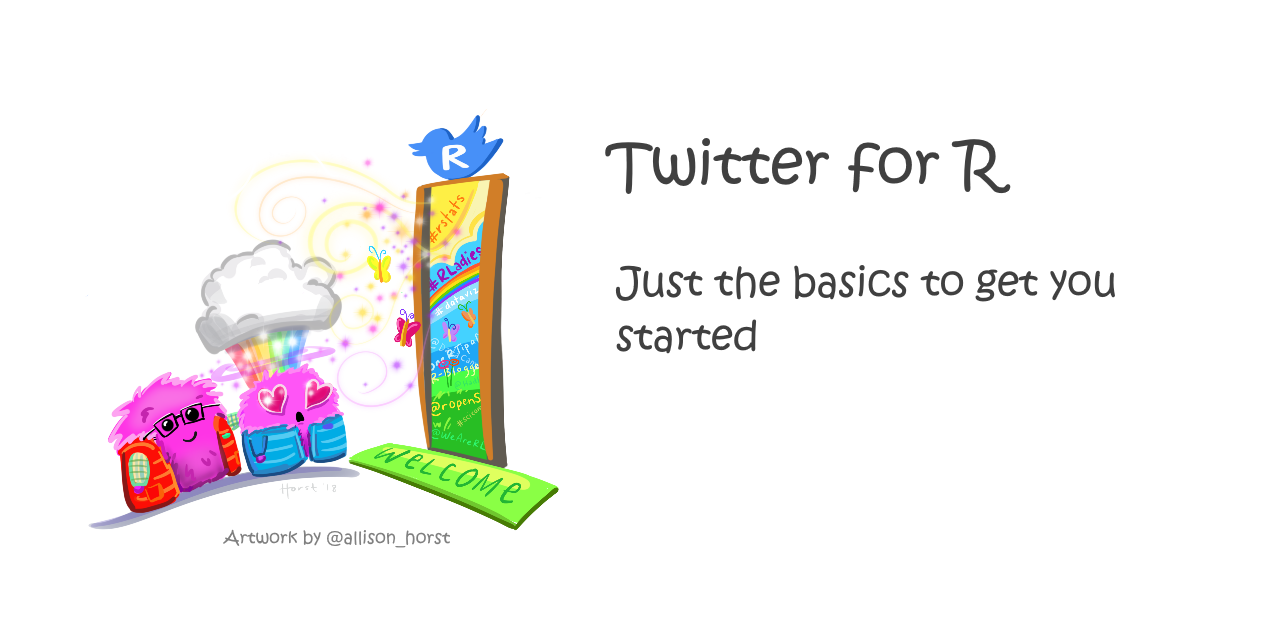 Twitter for R
Just the basics to get you
started
R
#rstats
#RLadies
#dataviz
@ropenS
@WeAreRL
WELCOME
Horst '18
Artwork by @allison_horst